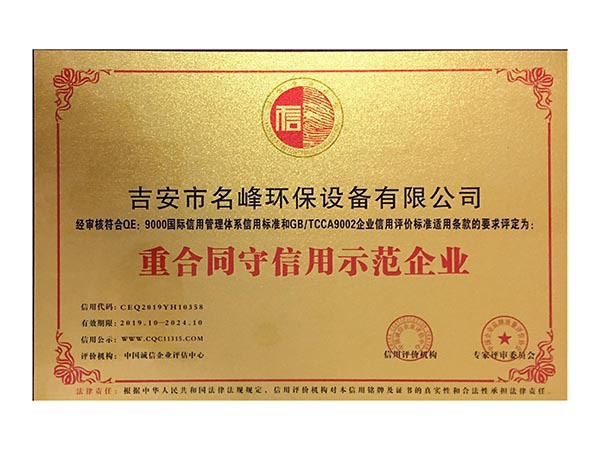 信
吉安市名峰环保设备有限公司
经审核符合QE：9000国际信用管理体系信用标准和GB/TCCA9002企业信用评价标准适用条款的要求评定为：
重合同守信用示范企业
信用代码：CEQ2019YH10358
有效期限：2019.10—2024.10
信用公示：WWW.CQC11315.COM
评价机构：中国诚信企业评估中心
信用评价机构
专家评审委员会
法律责任：根据中华人民共和国法律法规规定，信用评价机构对本信用铭牌及证书的真实性和合法性承担法律责任。